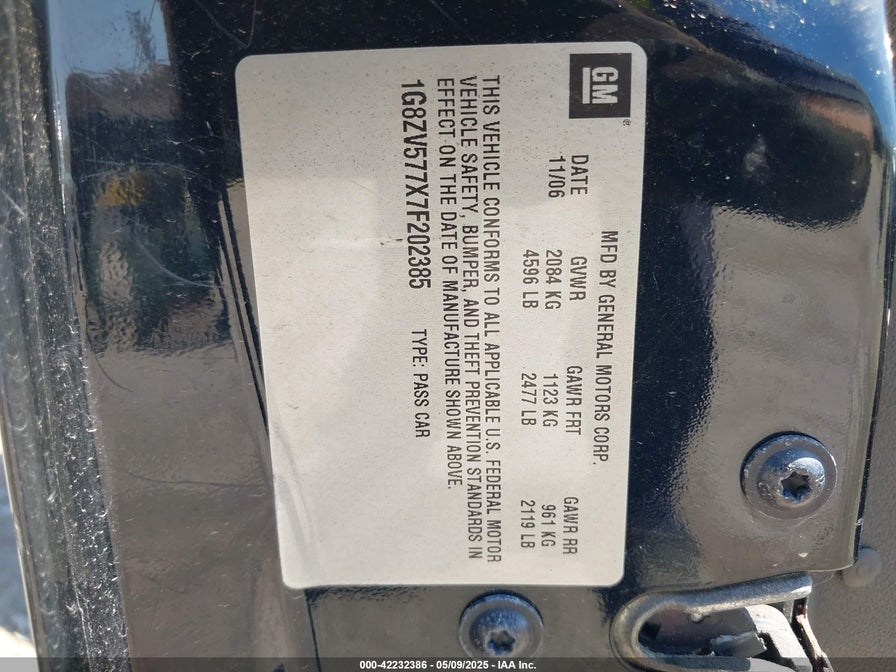 GM
MFD BY GENERAL MOTORS CORP.
DATE GVWR GAWR FRT GAWR RR
11/06 2084 KG 1123 KG 961 KG
4596 LB 2477 LB 2119 LB
THIS VEHICLE CONFORMS TO ALL APPLICABLE U.S. FEDERAL MOTOR
VEHICLE SAFETY, BUMPER, AND THEFT PREVENTION STANDARDS IN
EFFECT ON THE DATE OF MANUFACTURE SHOWN ABOVE.
1G8ZV577X7F202385 TYPE: PASS CAR
000-42232386 - 05/09/2025 - IAA Inc.